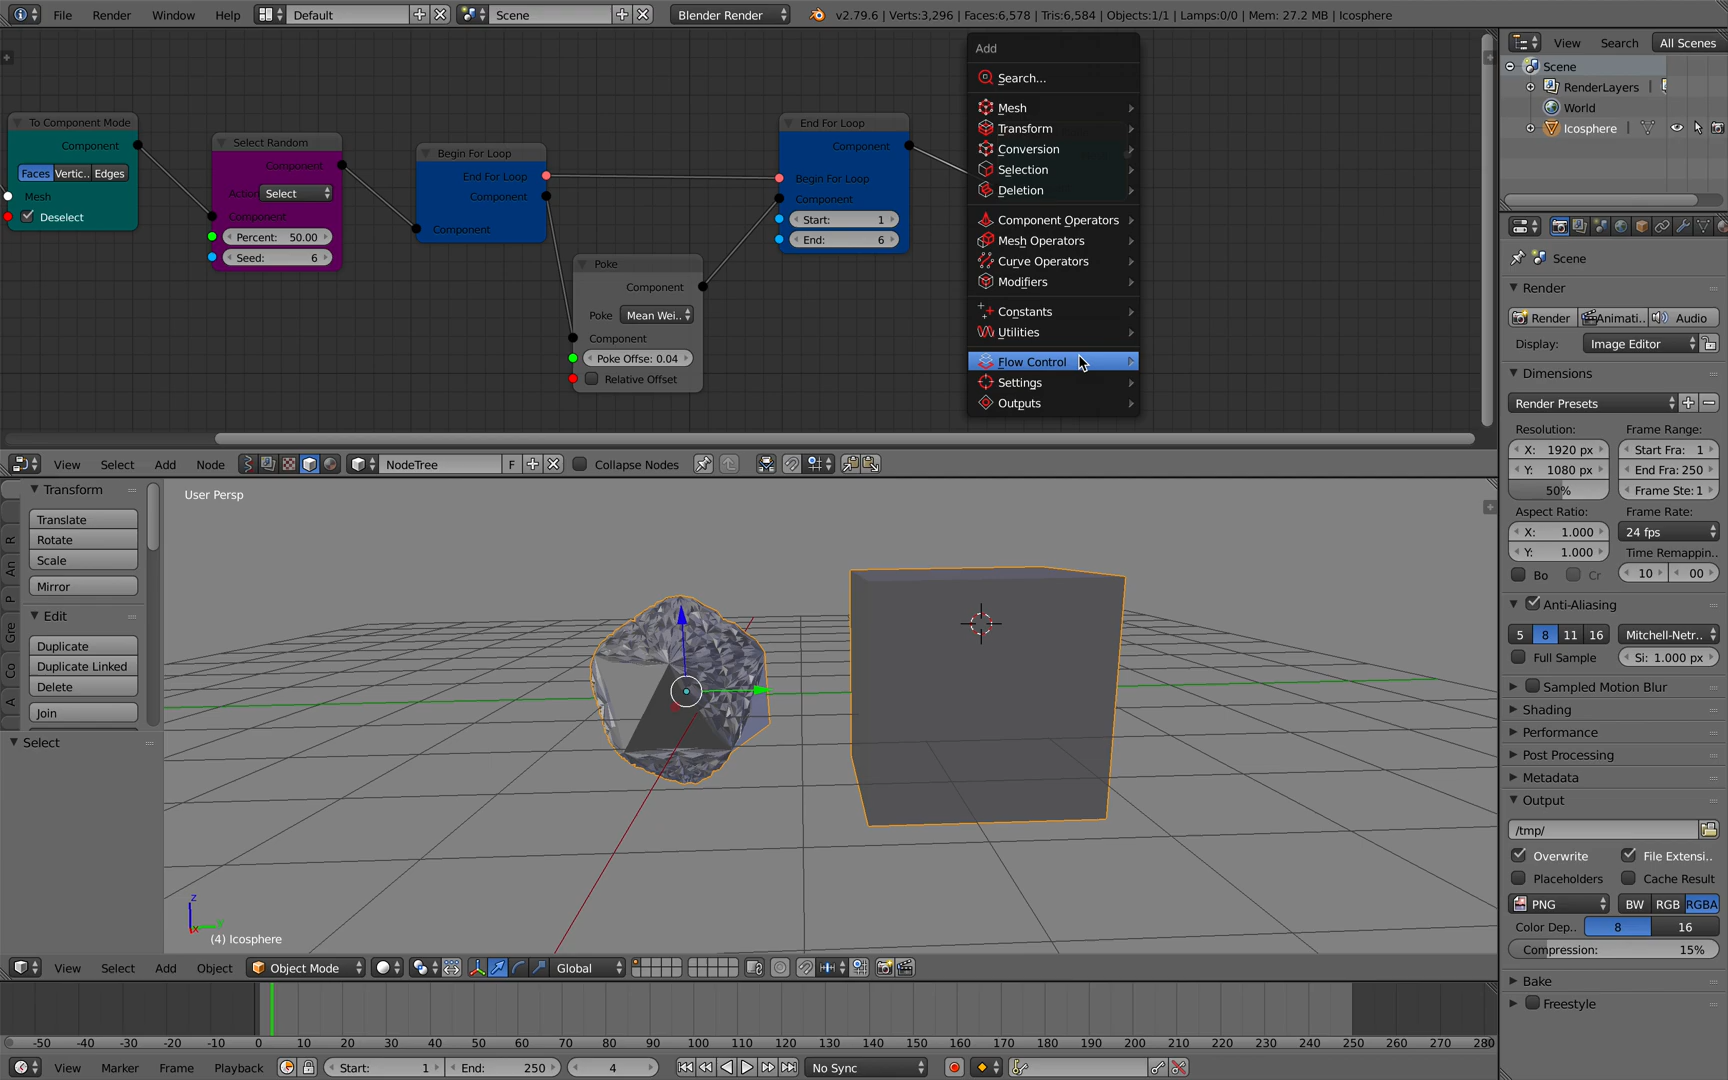 File Render Window Help Default Scene Blender Render v2.79.6 | Verts:3,296 | Faces:6,578 | Tris:6,584 | Objects:1/1 | Lamps:0/0 | Mem: 27.2 MB | Icosphere
To Component Mode
Component
Faces Vertic.. Edges
Mesh
Deselect
Select Random
Component
Action Select
Component
Percent: 50.00
Seed: 6
Begin For Loop
End For Loop
Component
Component
Poke
Component
Poke Mean Wei..
Component
Poke Offse: 0.04
Relative Offset
End For Loop
Component
Begin For Loop
Component
Start: 1
End: 6
Add
Search...
Mesh
Transform
Conversion
Selection
Deletion
Component Operators
Mesh Operators
Curve Operators
Modifiers
Constants
Utilities
Flow Control
Settings
Outputs
View Select Add Node NodeTree F Collapse Nodes
Transform
Translate
Rotate
Scale
Mirror
Edit
Duplicate
Duplicate Linked
Delete
Join
Select
R
An
P
Gre
Co
A
User Persp
z
(4) Icosphere
View Select Add Object Object Mode Global
-50 -40 -30 -20 -10 0 10 20 30 40 50 60 70 80 90 100 110 120 130 140 150 160 170 180 190 200 210 220 230 240 250 260 270 280
View Marker Frame Playback Start: 1 End: 250 4 No Sync
View Search All Scenes
Scene
RenderLayers
World
Icosphere
Scene
Render
Render Animati.. Audio
Display: Image Editor
Dimensions
Render Presets
Resolution: Frame Range:
X: 1920 px Start Fra: 1
Y: 1080 px End Fra: 250
50% Frame Ste: 1
Aspect Ratio: Frame Rate:
X: 1.000 24 fps
Y: 1.000 Time Remappin..
Bo Cr 10 00
Anti-Aliasing
5 8 11 16 Mitchell-Netr..
Full Sample Si: 1.000 px
Sampled Motion Blur
Shading
Performance
Post Processing
Metadata
Output
/tmp/
Overwrite File Extensi..
Placeholders Cache Result
PNG BW RGB RGBA
Color Dep.. 8 16
Compression: 15%
Bake
Freestyle